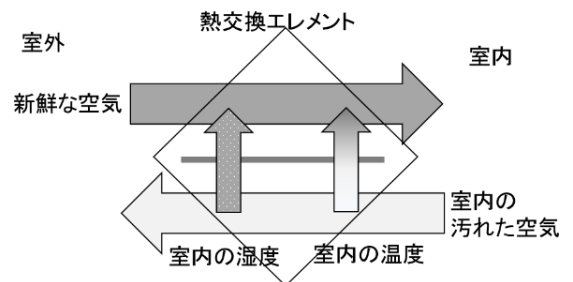 熱交換エレメント
室外
室内
新鮮な空気
室内の
汚れた空気
室内の湿度
室内の温度